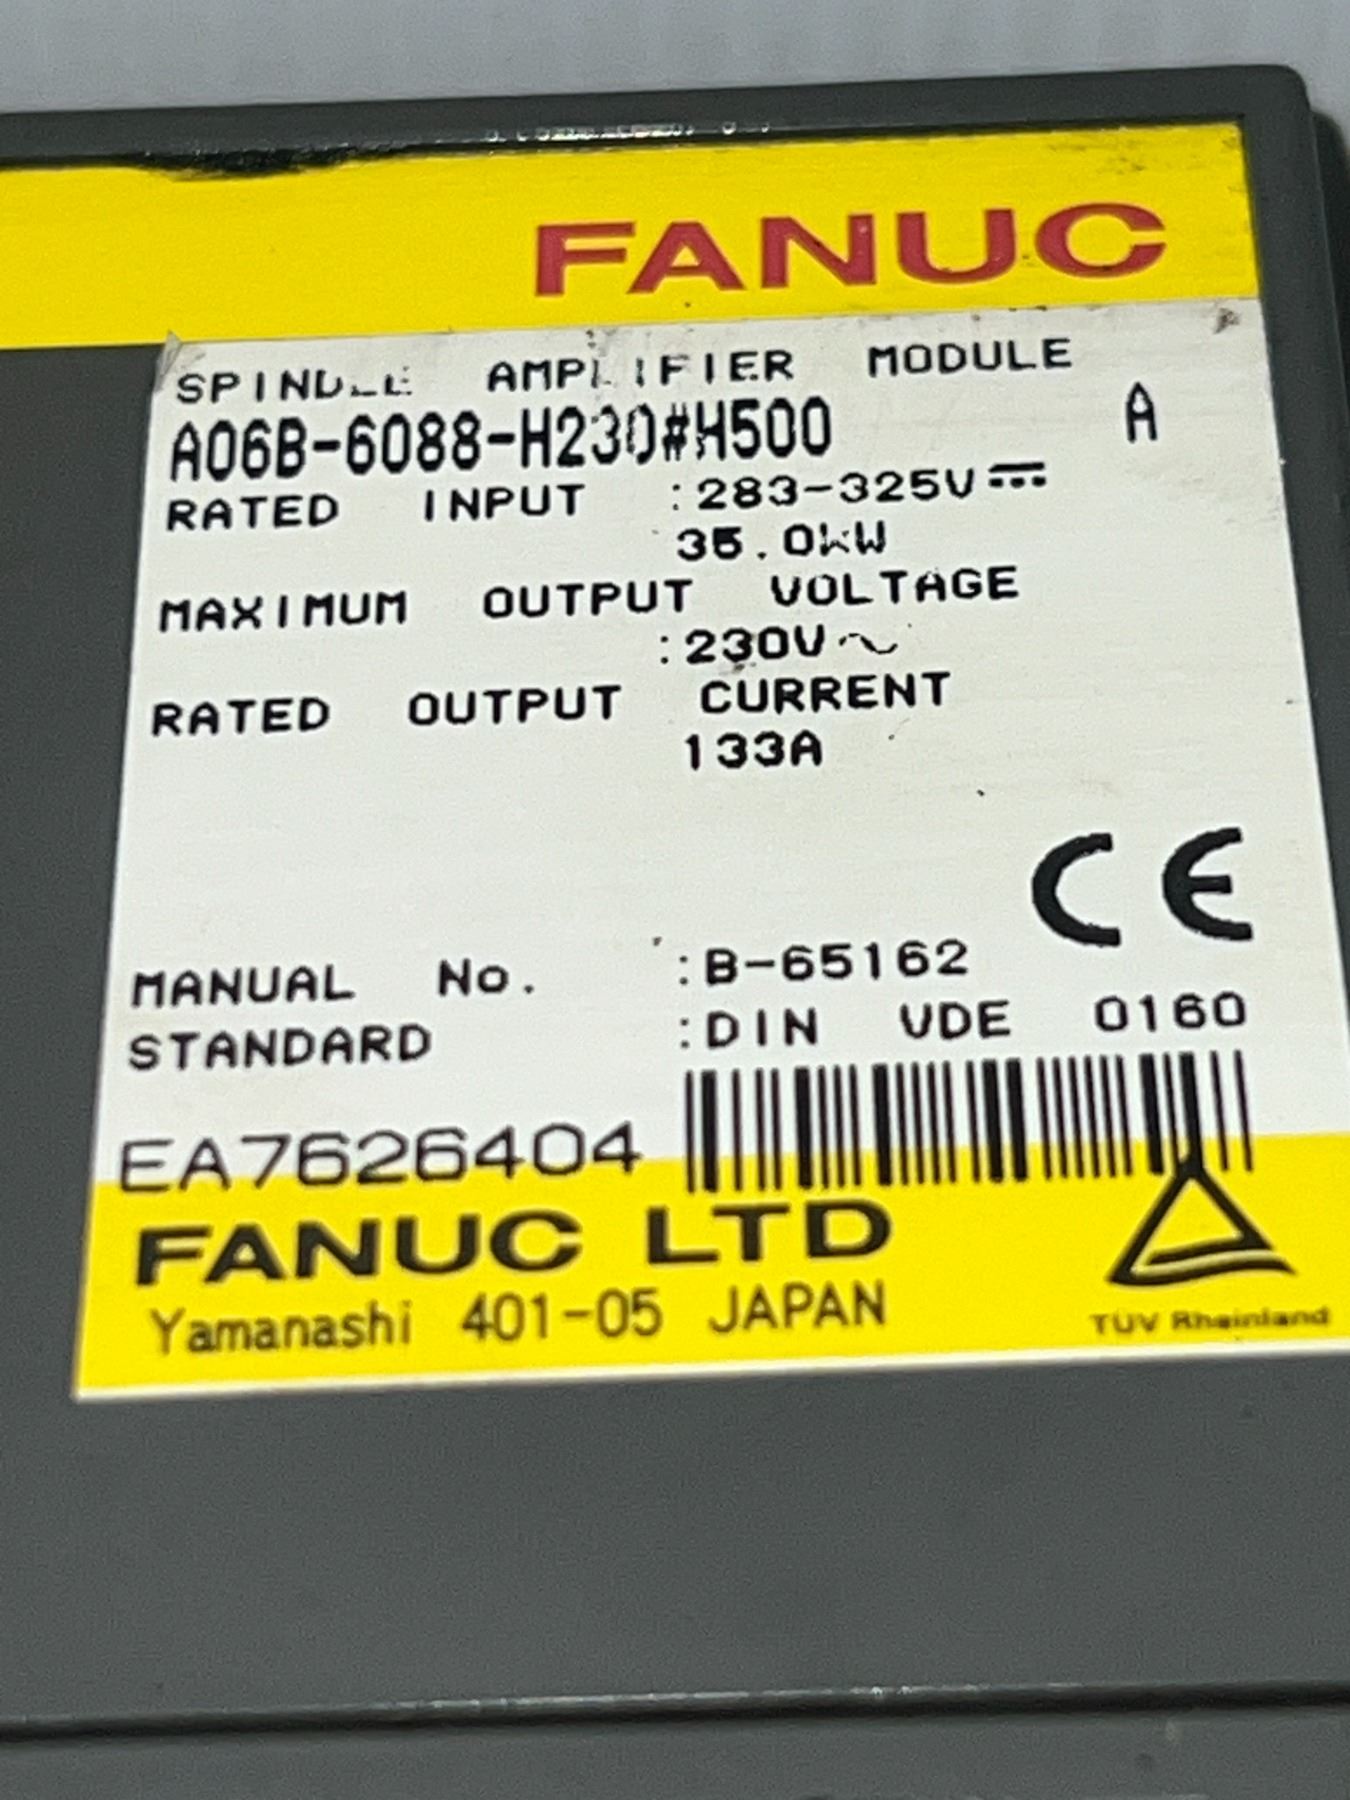 FANUC
SPINDLE AMPLIFIER MODULE
A06B-6088-H230#H500 A
RATED INPUT :283-325V⎓
35.0kW
MAXIMUM OUTPUT VOLTAGE
:230V~
RATED OUTPUT CURRENT
133A
CE
MANUAL No. :B-65162
STANDARD :DIN VDE 0160
EA7626404
FANUC LTD
Yamanashi 401-05 JAPAN
TÜV Rheinland